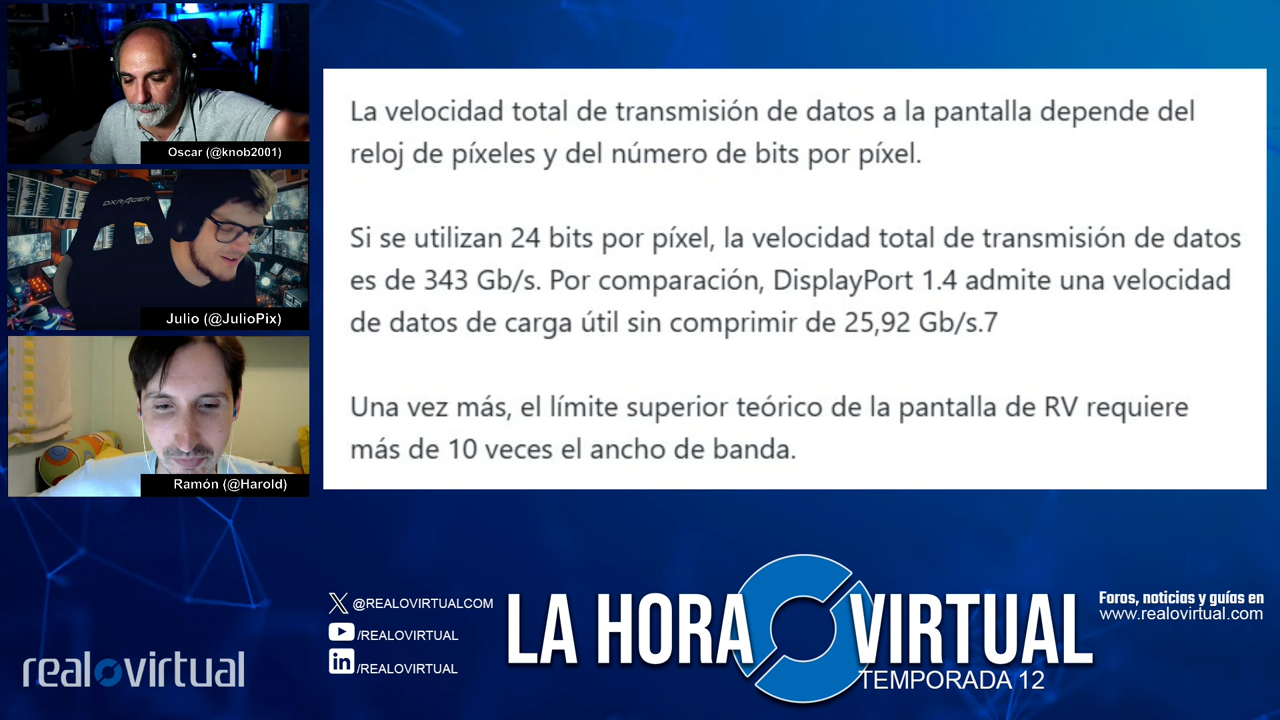 Oscar (@knob2001)
DXRACER
Julio (@JulioPix)
Ramón (@Harold)
La velocidad total de transmisión de datos a la pantalla depende del
reloj de píxeles y del número de bits por píxel.
Si se utilizan 24 bits por píxel, la velocidad total de transmisión de datos
es de 343 Gb/s. Por comparación, DisplayPort 1.4 admite una velocidad
de datos de carga útil sin comprimir de 25,92 Gb/s.7
Una vez más, el límite superior teórico de la pantalla de RV requiere
más de 10 veces el ancho de banda.
@REALOVIRTUALCOM
/REALOVIRTUAL
in /REALOVIRTUAL
LA HORA VIRTUAL
TEMPORADA 12
Foros, noticias y guías en
www.realovirtual.com
realovirtual